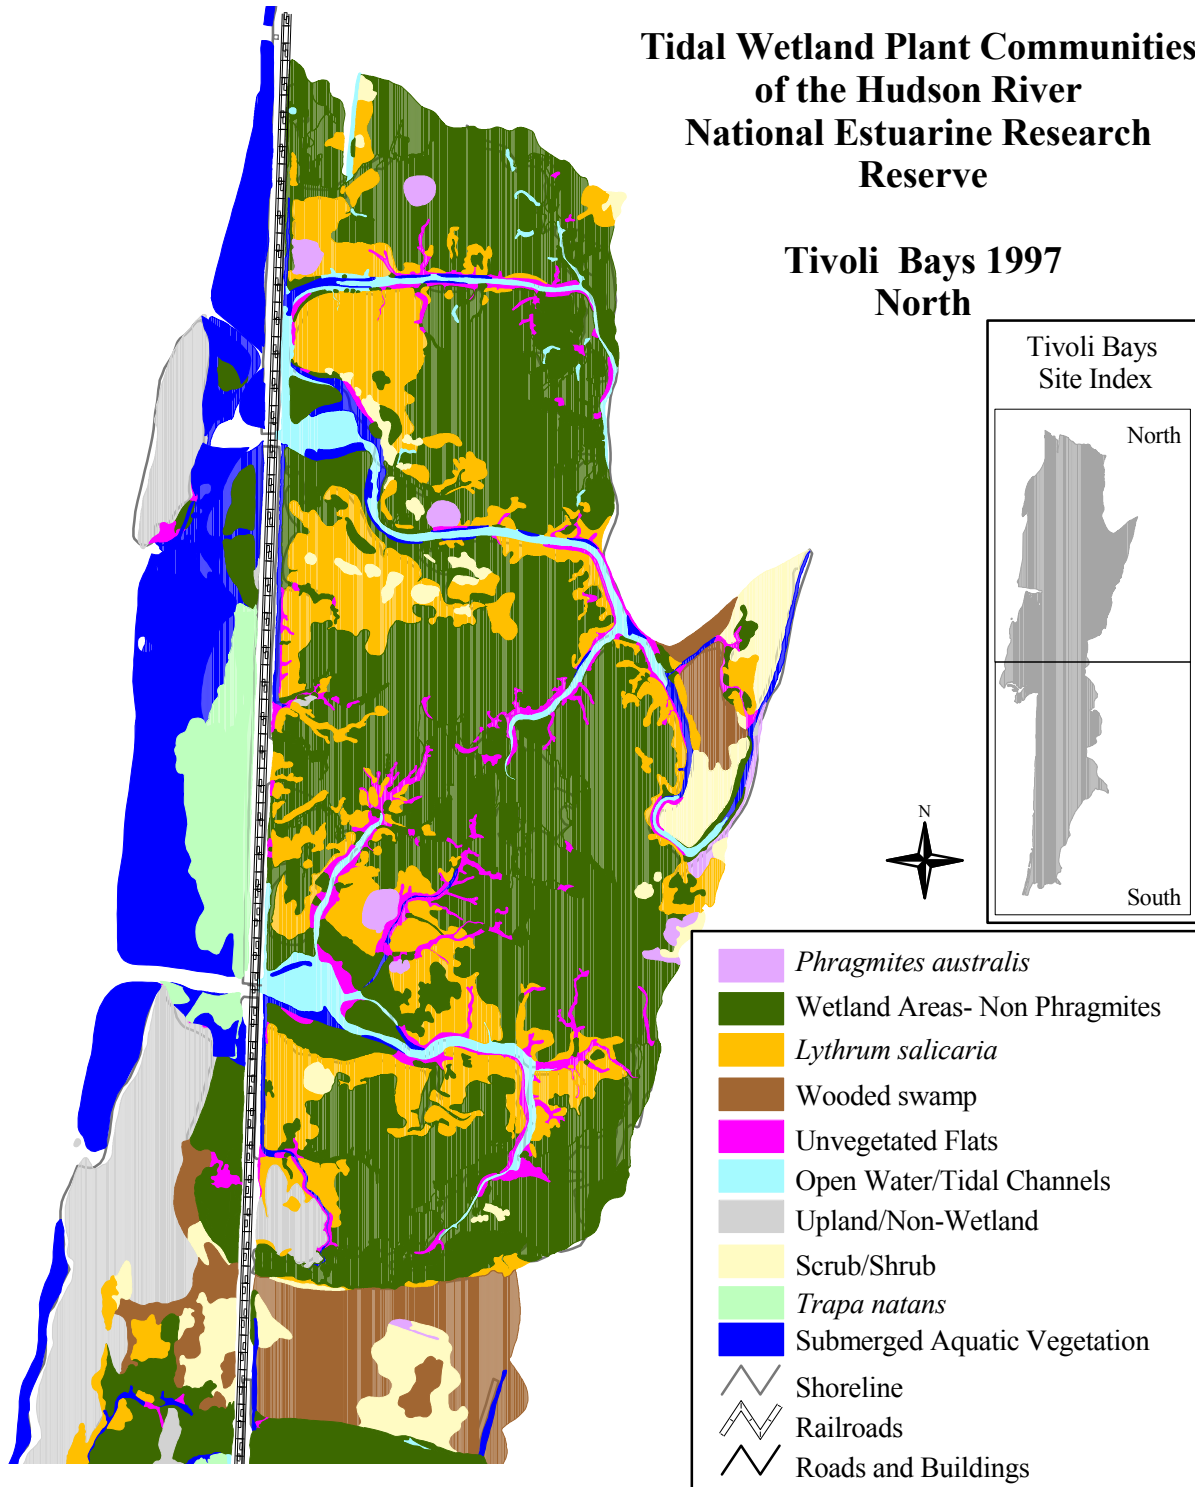 Tidal Wetland Plant Communities
of the Hudson River
National Estuarine Research
Reserve
Tivoli Bays 1997
North
Tivoli Bays
Site Index
North
South
N
Phragmites australis
Wetland Areas- Non Phragmites
Lythrum salicaria
Wooded swamp
Unvegetated Flats
Open Water/Tidal Channels
Upland/Non-Wetland
Scrub/Shrub
Trapa natans
Submerged Aquatic Vegetation
Shoreline
Railroads
Roads and Buildings